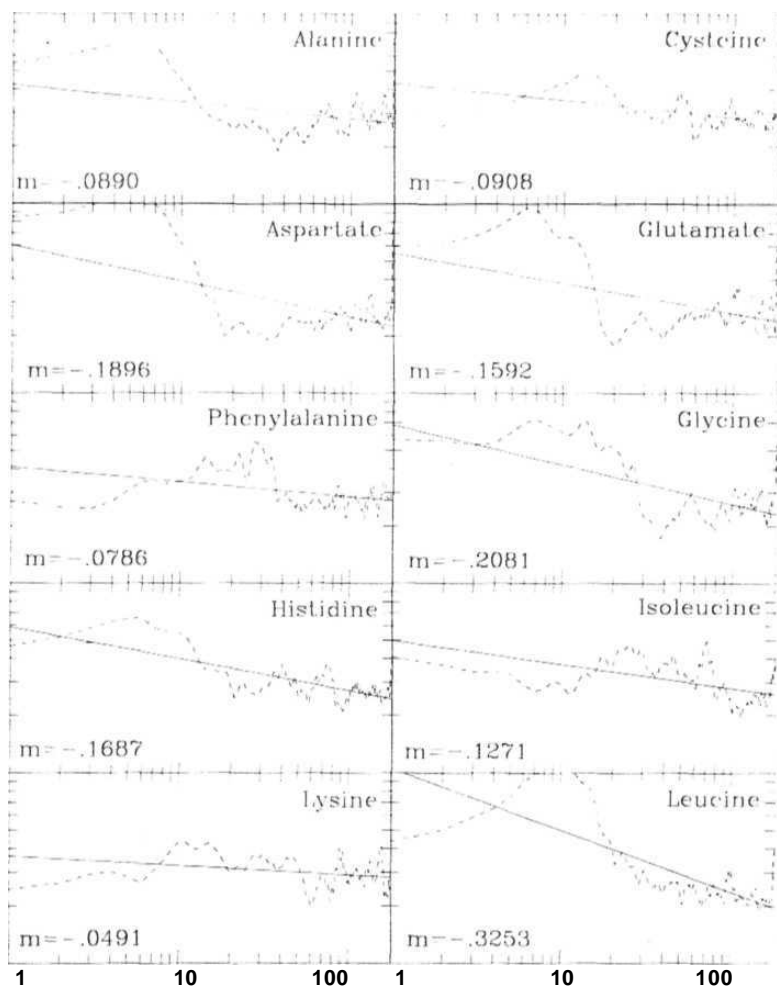 Alanine
m=-.0890
Cysteine
m=-.0908
Aspartate
m=-.1896
Glutamate
m=-.1592
Phenylalanine
m=-.0786
Glycine
m=-.2081
Histidine
m=-.1687
Isoleucine
m=-.1271
Lysine
m=-.0491
Leucine
m=-.3253
1 10 100 1 10 100